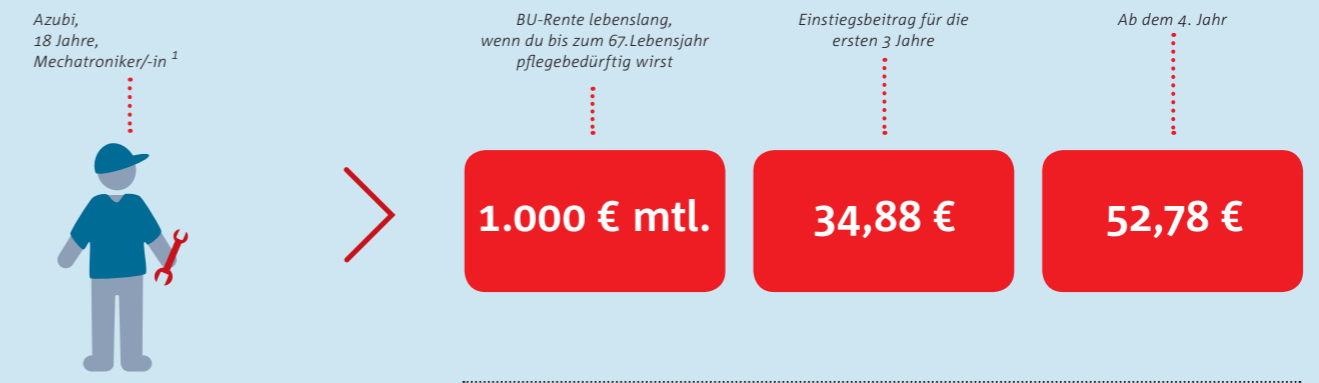 Azubi,
18 Jahre,
Mechatroniker/-in ¹
BU-Rente lebenslang,
wenn du bis zum 67.Lebensjahr
pflegebedürftig wirst
Einstiegsbeitrag für die
ersten 3 Jahre
Ab dem 4. Jahr
1.000 € mtl.
34,88 €
52,78 €